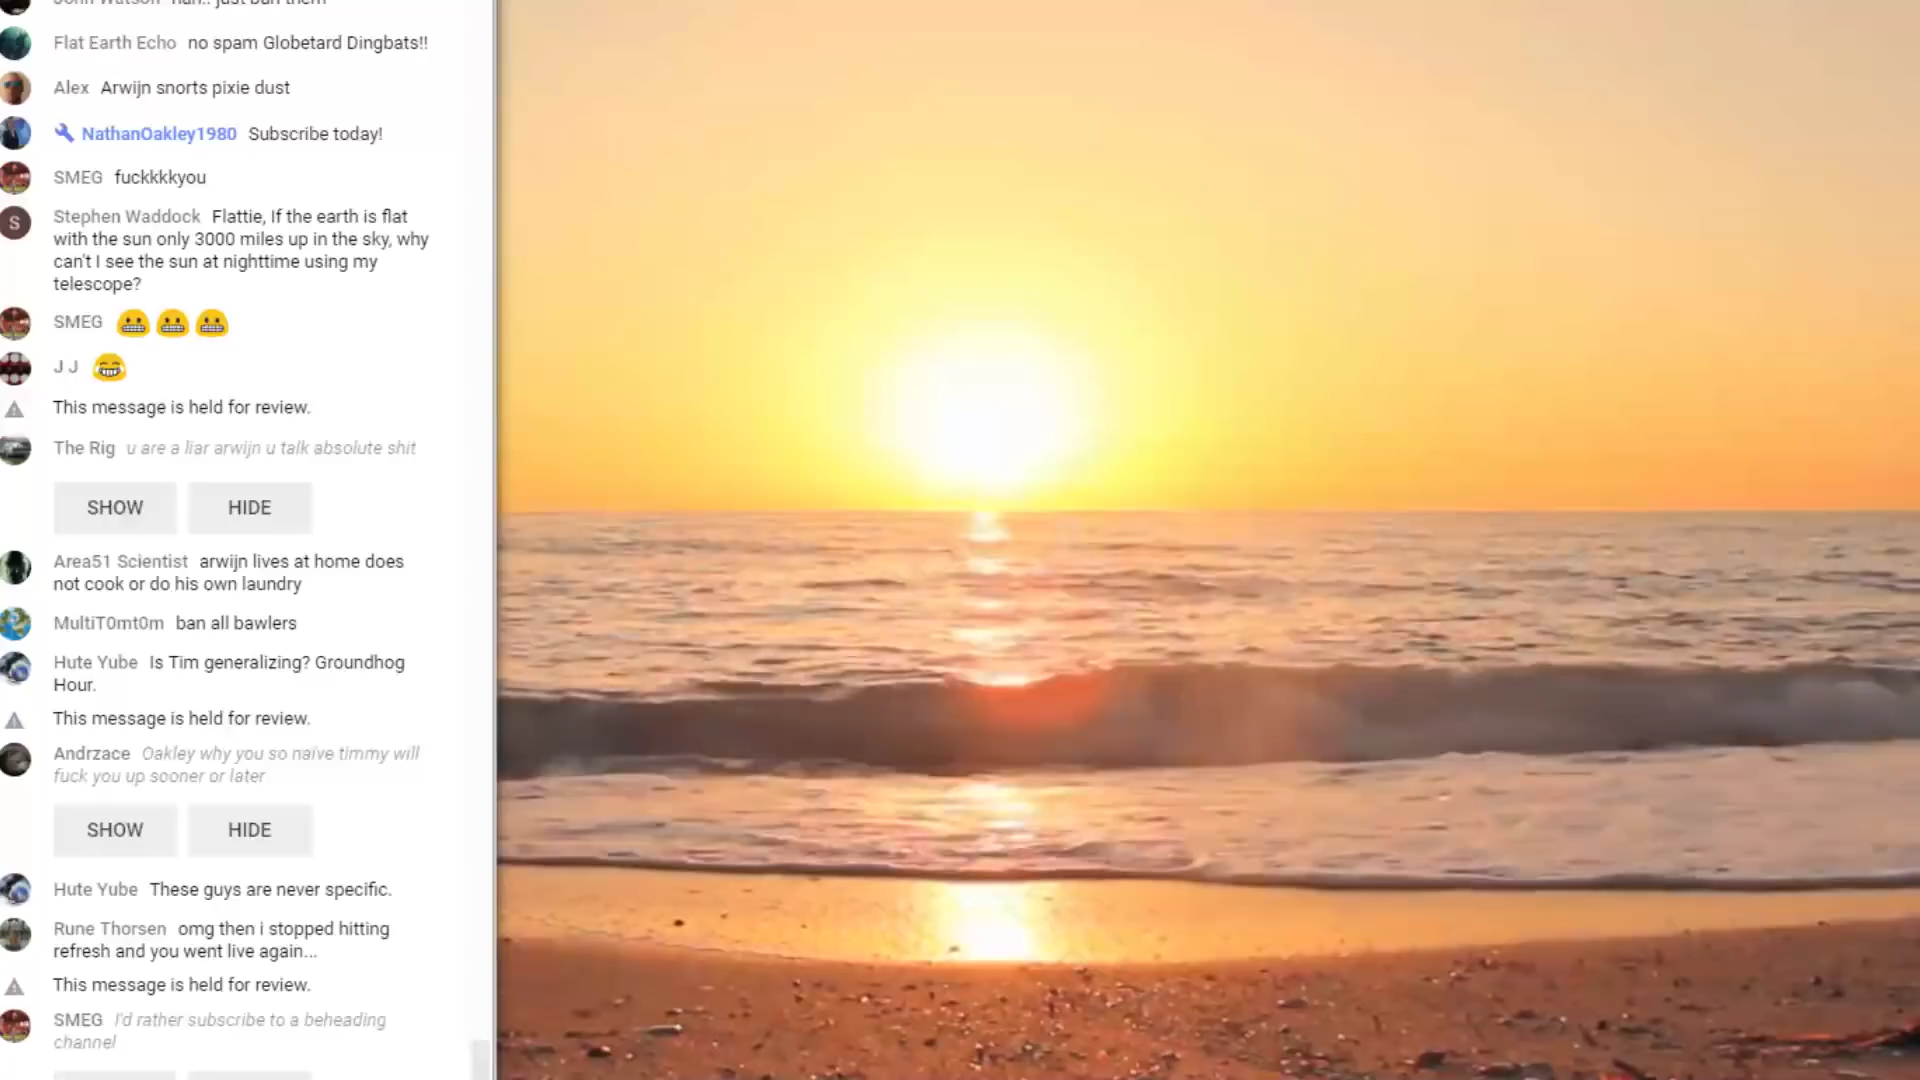 John Watson nah.. just ban them
Flat Earth Echo no spam Globetard Dingbats!!
Alex Arwijn snorts pixie dust
NathanOakley1980 Subscribe today!
SMEG fuckkkkyou
S
Stephen Waddock Flattie, If the earth is flat
with the sun only 3000 miles up in the sky, why
can't I see the sun at nighttime using my
telescope?
SMEG 😬😬😬
J J 😂
This message is held for review.
The Rig u are a liar arwijn u talk absolute shit
SHOW HIDE
Area51 Scientist arwijn lives at home does
not cook or do his own laundry
MultiT0mt0m ban all bawlers
Hute Yube Is Tim generalizing? Groundhog
Hour.
This message is held for review.
Andrzace Oakley why you so naïve timmy will
fuck you up sooner or later
SHOW HIDE
Hute Yube These guys are never specific.
Rune Thorsen omg then i stopped hitting
refresh and you went live again...
This message is held for review.
SMEG I'd rather subscribe to a beheading
channel